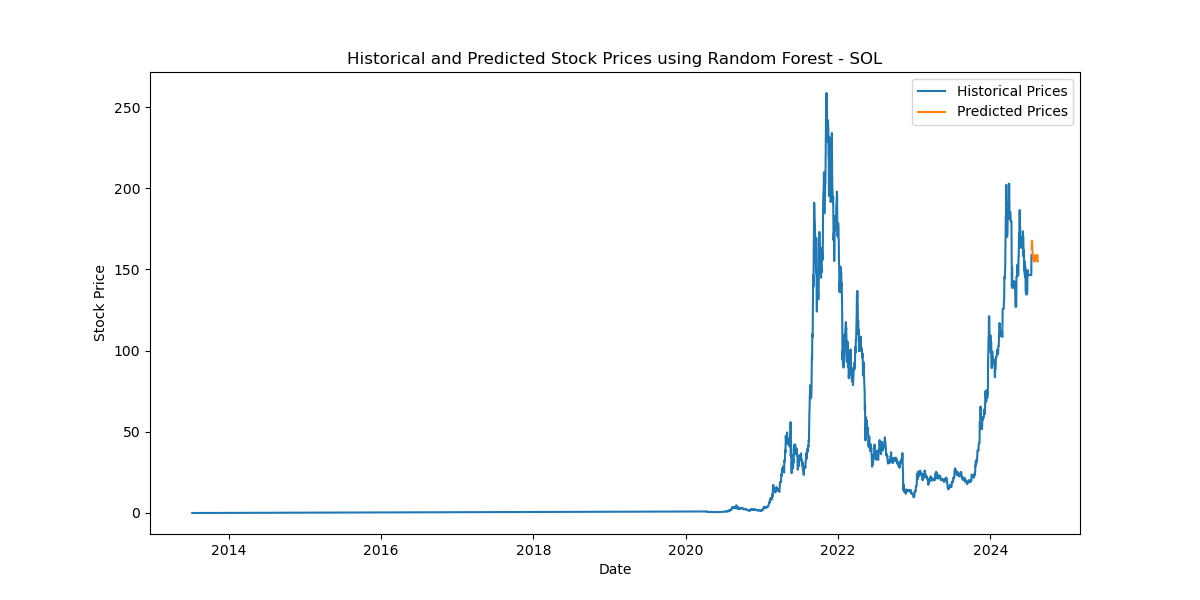 Historical and Predicted Stock Prices using Random Forest - SOL
Historical Prices
Predicted Prices
Stock Price
250
200
150
100
50
0
2014
2016
2018
2020
2022
2024
Date